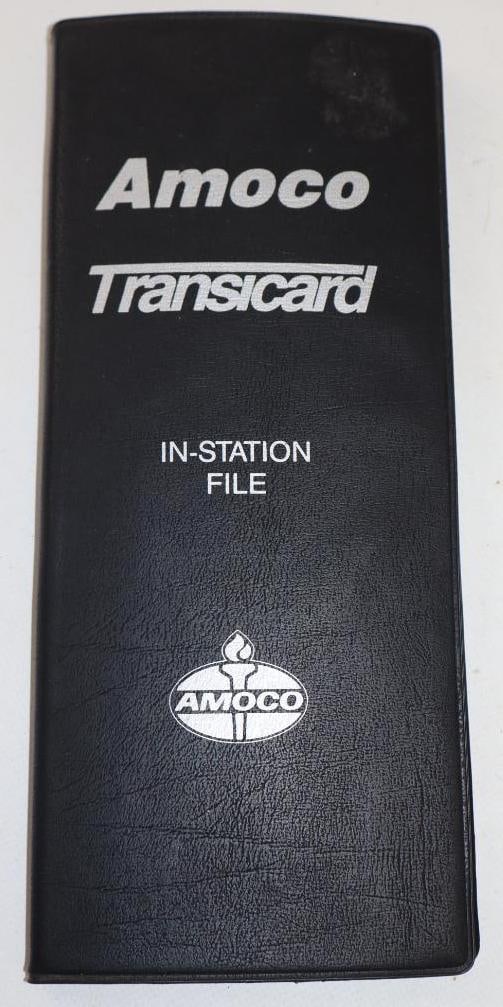 Amoco
Transicard
IN-STATION
FILE
AMOCO